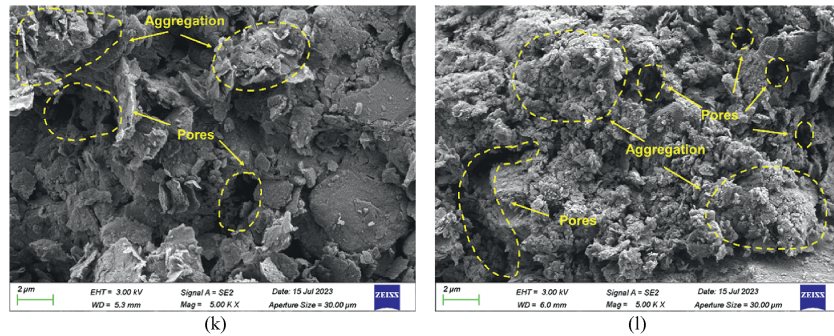 Aggregation
Pores
2 µm
EHT = 3.00 kV
WD = 5.3 mm
Signal A = SE2
Mag = 5.00 K X
Date: 15 Jul 2023
Aperture Size = 30.00 µm
ZEISS
(k)
Pores
Aggregation
Pores
2 µm
EHT = 3.00 kV
WD = 6.0 mm
Signal A = SE2
Mag = 5.00 K X
Date: 15 Jul 2023
Aperture Size = 30.00 µm
ZEISS
(l)